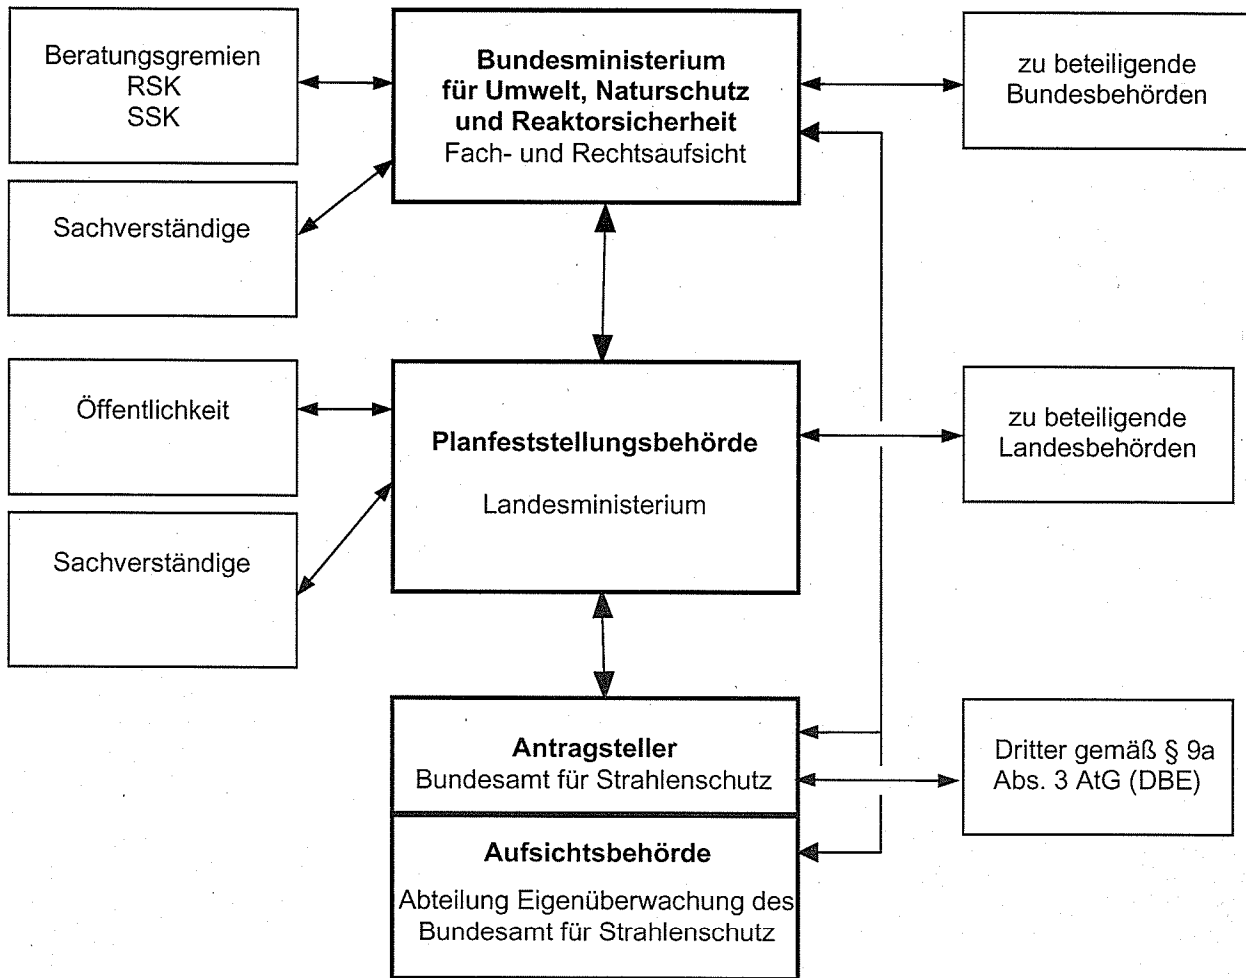 Beratungsgremien
RSK
SSK
Bundesministerium
für Umwelt, Naturschutz
und Reaktorsicherheit
Fach- und Rechtsaufsicht
zu beteiligende
Bundesbehörden
Sachverständige
Öffentlichkeit
Planfeststellungsbehörde
Landesministerium
zu beteiligende
Landesbehörden
Sachverständige
Antragsteller
Bundesamt für Strahlenschutz
Dritter gemäß § 9a
Abs. 3 AtG (DBE)
Aufsichtsbehörde
Abteilung Eigenüberwachung des
Bundesamt für Strahlenschutz